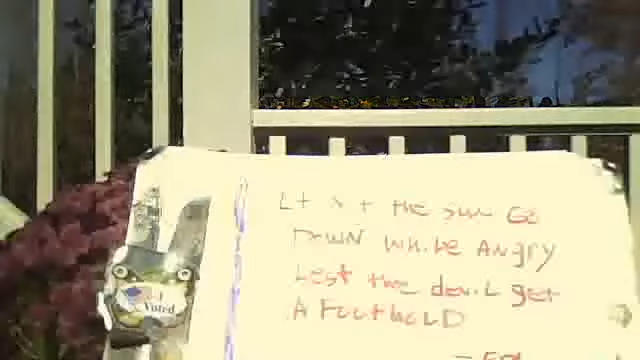 the sun Go
Down while Angry
Lest the devil get
A FootholD
I Voted